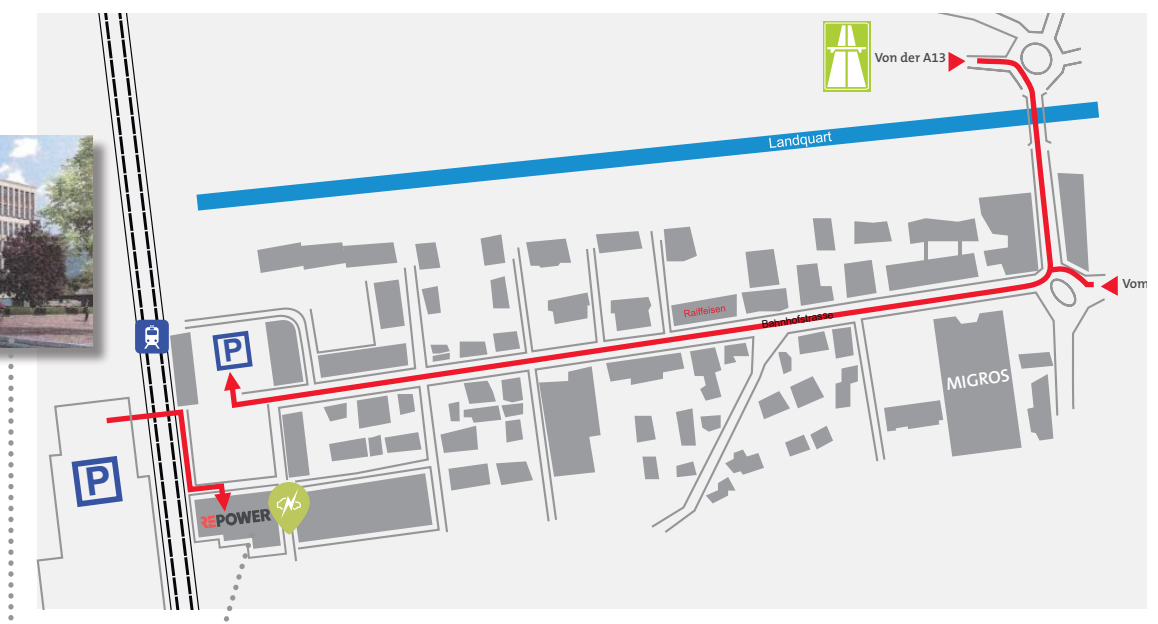 Von der A13
Landquart
Vom
Raiffeisen
Bahnhofstrasse
P
MIGROS
P
REPOWER